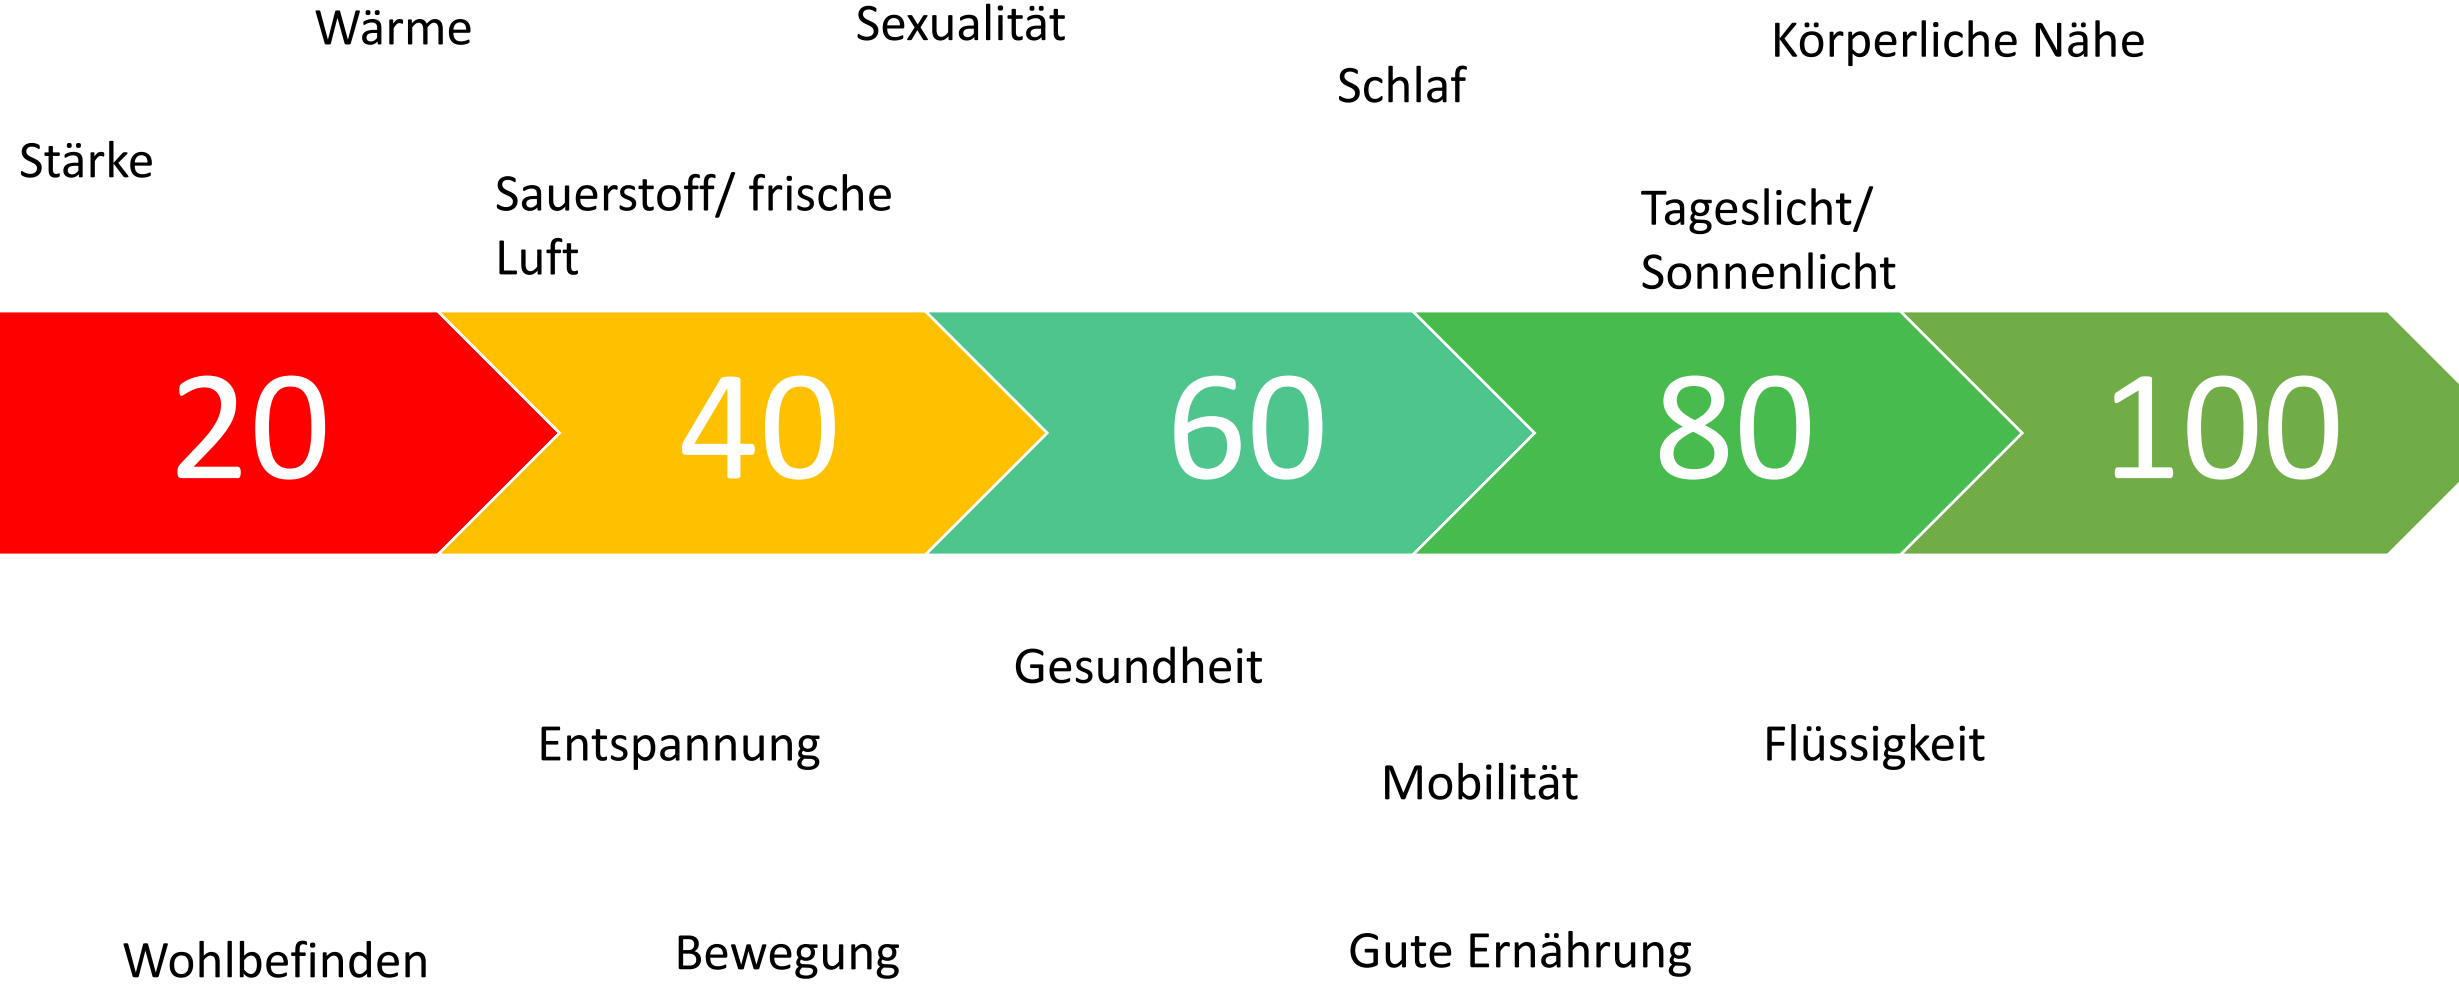 Wärme
Sexualität
Körperliche Nähe
Schlaf
Stärke
Sauerstoff/ frische
Luft
Tageslicht/
Sonnenlicht
20
40
60
80
100
Gesundheit
Entspannung
Flüssigkeit
Mobilität
Wohlbefinden
Bewegung
Gute Ernährung